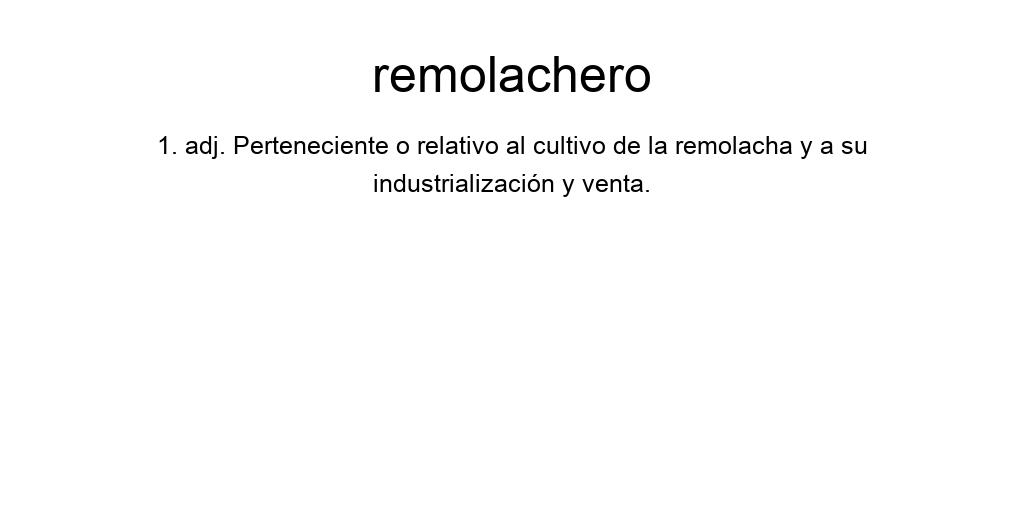 remolachero
1. adj. Perteneciente o relativo al cultivo de la remolacha y a su
industrialización y venta.